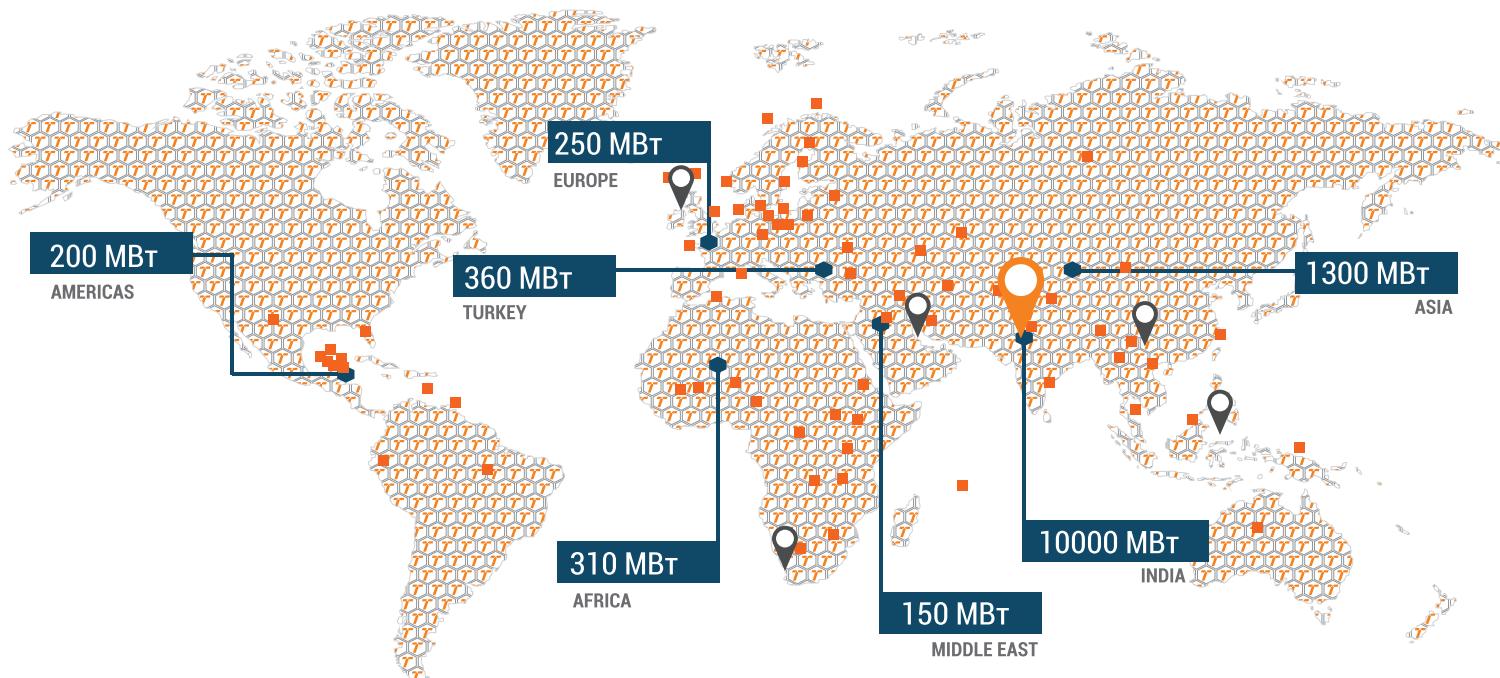 250 МВт
EUROPE
200 МВт
AMERICAS
360 МВт
TURKEY
1300 МВт
ASIA
310 МВт
AFRICA
10000 МВт
INDIA
150 МВт
MIDDLE EAST